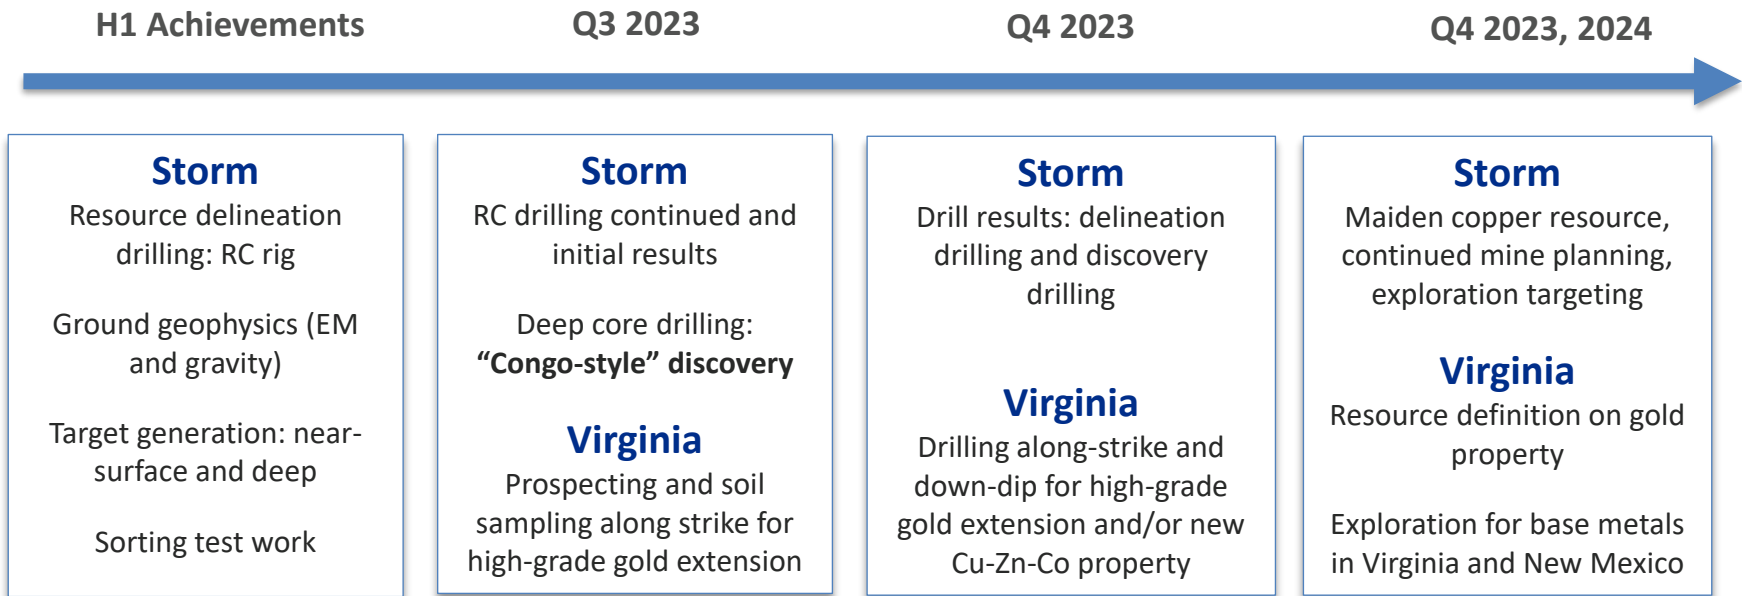 H1 Achievements
Q3 2023
Q4 2023
Q4 2023, 2024
Storm
Resource delineation
drilling: RC rig
Ground geophysics (EM
and gravity)
Target generation: near-
surface and deep
Sorting test work
Storm
RC drilling continued and
initial results
Deep core drilling:
“Congo-style” discovery
Virginia
Prospecting and soil
sampling along strike for
high-grade gold extension
Storm
Drill results: delineation
drilling and discovery
drilling
Virginia
Drilling along-strike and
down-dip for high-grade
gold extension and/or new
Cu-Zn-Co property
Storm
Maiden copper resource,
continued mine planning,
exploration targeting
Virginia
Resource definition on gold
property
Exploration for base metals
in Virginia and New Mexico